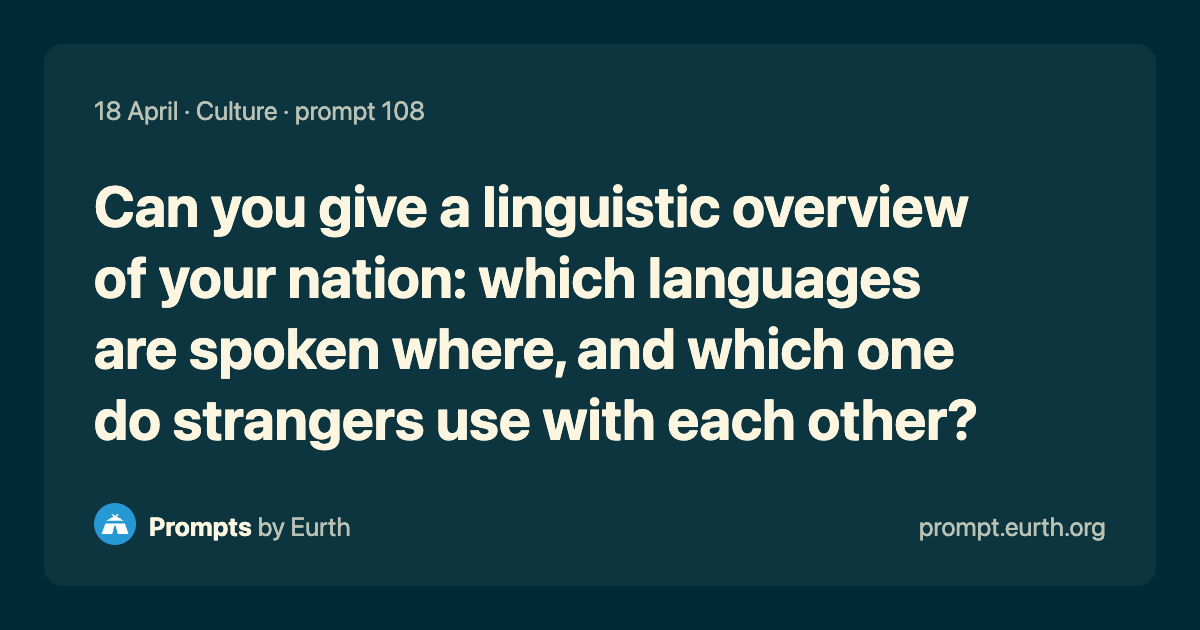 18 April · Culture · prompt 108
Can you give a linguistic overview
of your nation: which languages
are spoken where, and which one
do strangers use with each other?
Prompts by Eurth
prompt.eurth.org